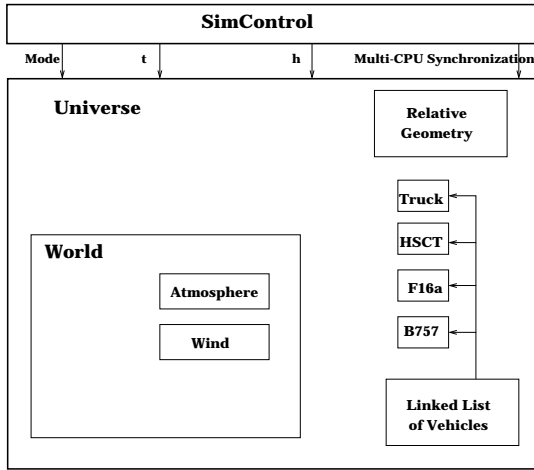 SimControl
Mode t h Multi-CPU Synchronization
Universe
Relative
Geometry
Truck
HSCT
World
F16a
Atmosphere
B757
Wind
Linked List
of Vehicles